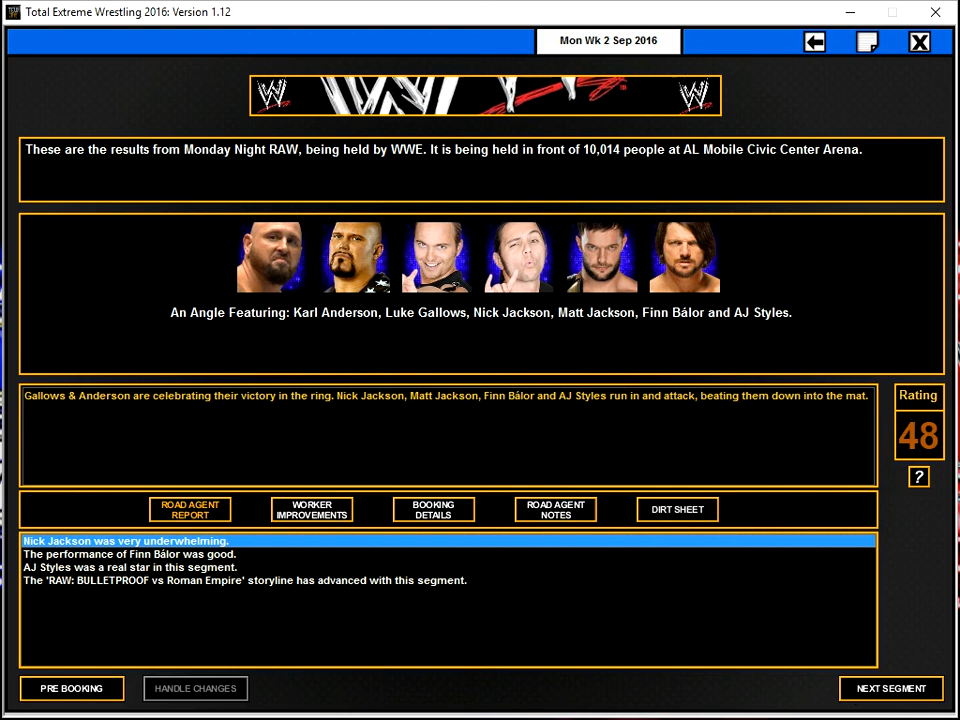 Total Extreme Wrestling 2016: Version 1.12
Mon Wk 2 Sep 2016
These are the results from Monday Night RAW, being held by WWE. It is being held in front of 10,014 people at AL Mobile Civic Center Arena.
An Angle Featuring: Karl Anderson, Luke Gallows, Nick Jackson, Matt Jackson, Finn Bálor and AJ Styles.
Gallows & Anderson are celebrating their victory in the ring. Nick Jackson, Matt Jackson, Finn Bálor and AJ Styles run in and attack, beating them down into the mat.
Rating
48
?
ROAD AGENT
REPORT
WORKER
IMPROVEMENTS
BOOKING
DETAILS
ROAD AGENT
NOTES
DIRT SHEET
Nick Jackson was very underwhelming.
The performance of Finn Bálor was good.
AJ Styles was a real star in this segment.
The 'RAW: BULLETPROOF vs Roman Empire' storyline has advanced with this segment.
PRE BOOKING
HANDLE CHANGES
NEXT SEGMENT